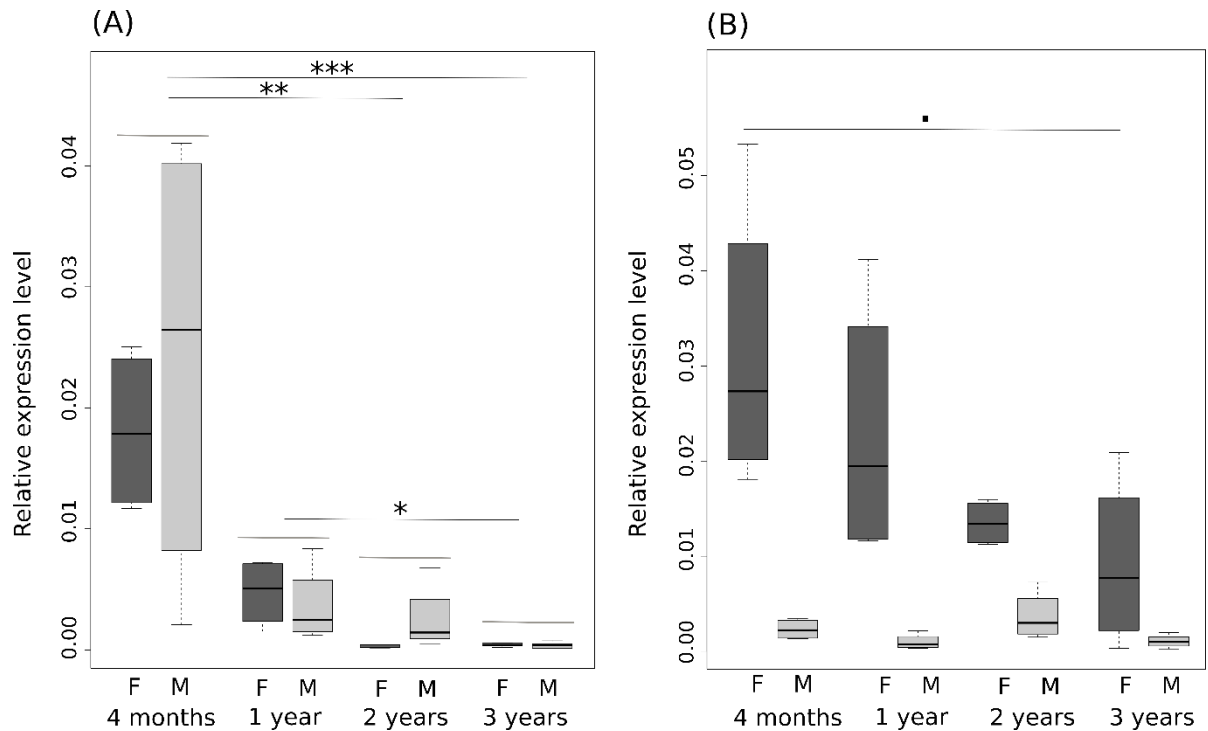 (A)
***
**
*
Relative expression level
0.04
0.03
0.02
0.01
0.00
F M F M F M F M
4 months 1 year 2 years 3 years
(B)
.
Relative expression level
0.05
0.04
0.03
0.02
0.01
0.00
F M F M F M F M
4 months 1 year 2 years 3 years